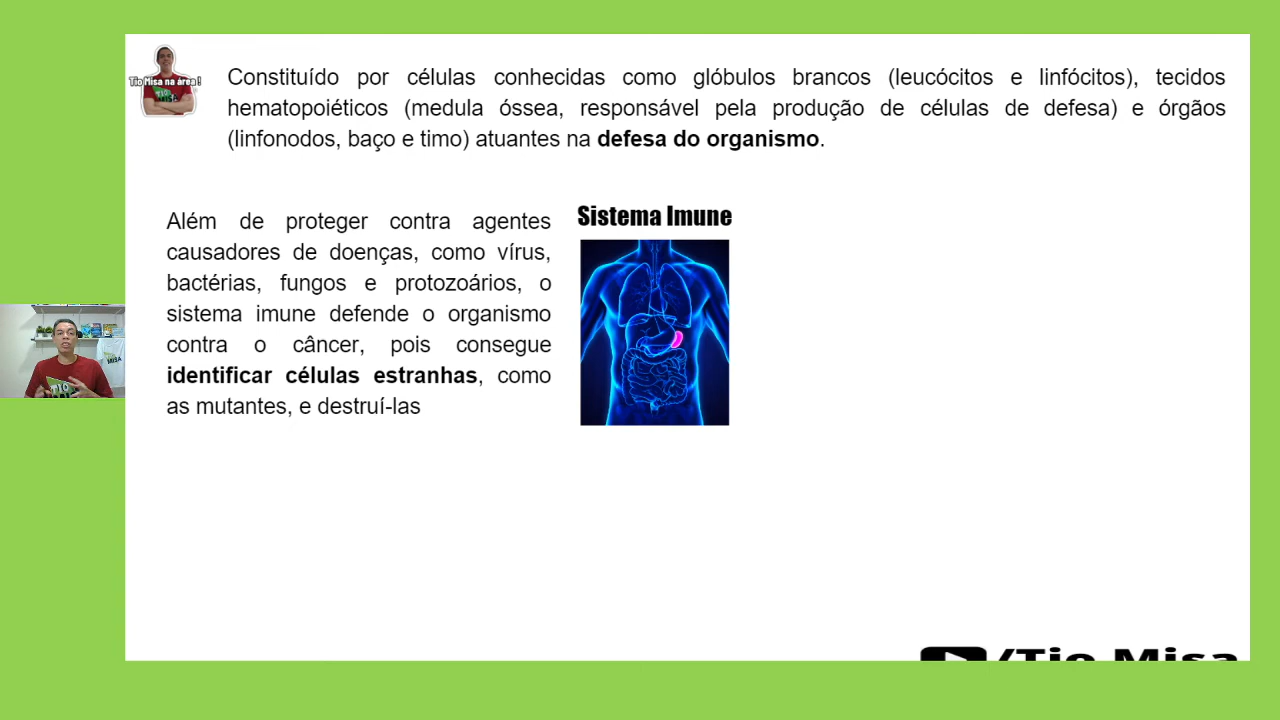 Tio Misa na área !
Constituído por células conhecidas como glóbulos brancos (leucócitos e linfócitos), tecidos
hematopoiéticos (medula óssea, responsável pela produção de células de defesa) e órgãos
(linfonodos, baço e timo) atuantes na defesa do organismo.
Além de proteger contra agentes
causadores de doenças, como vírus,
bactérias, fungos e protozoários, o
sistema imune defende o organismo
contra o câncer, pois consegue
identificar células estranhas, como
as mutantes, e destruí-las
Sistema Imune
MISA
TIO
/Tio Misa